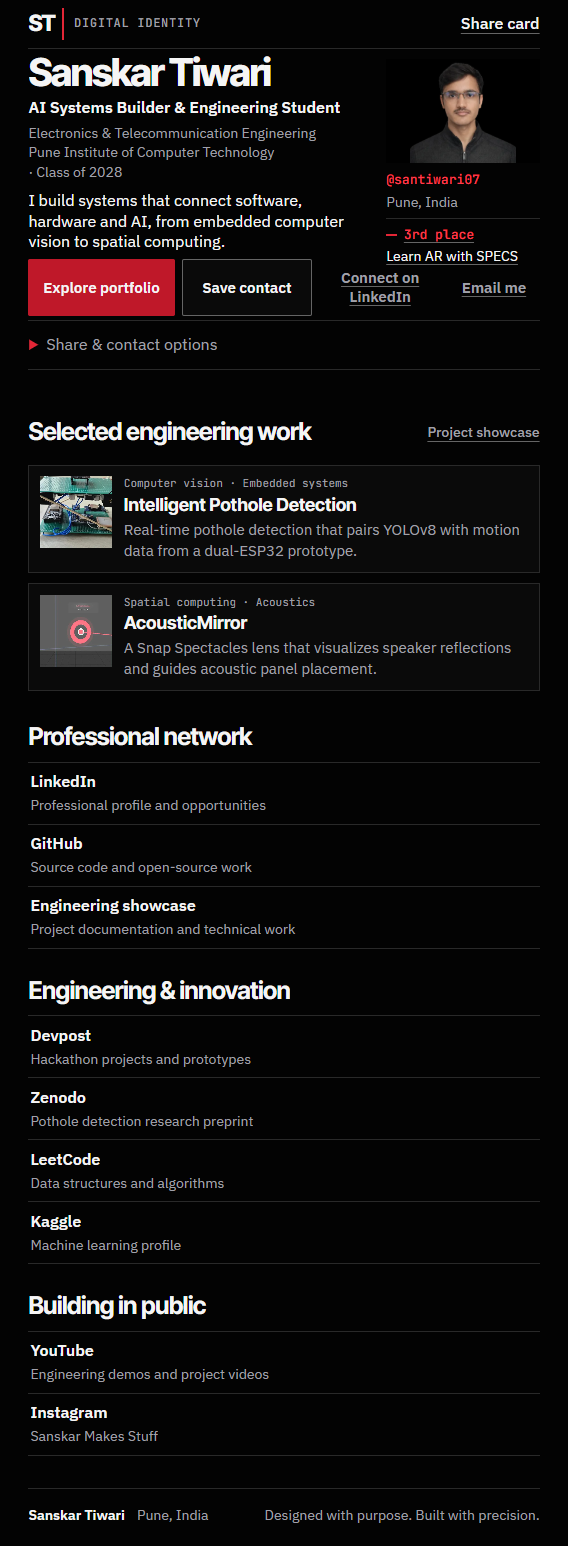 ST DIGITAL IDENTITY
Share card
Sanskar Tiwari
AI Systems Builder & Engineering Student
Electronics & Telecommunication Engineering
Pune Institute of Computer Technology
· Class of 2028
I build systems that connect software,
hardware and AI, from embedded computer
vision to spatial computing.
@santiwari07
Pune, India
— 3rd place
Learn AR with SPECS
Explore portfolio
Save contact
Connect on
LinkedIn
Email me
Share & contact options
Selected engineering work
Project showcase
Computer vision · Embedded systems
Intelligent Pothole Detection
Real-time pothole detection that pairs YOLOv8 with motion
data from a dual-ESP32 prototype.
Spatial computing · Acoustics
AcousticMirror
A Snap Spectacles lens that visualizes speaker reflections
and guides acoustic panel placement.
Professional network
LinkedIn
Professional profile and opportunities
GitHub
Source code and open-source work
Engineering showcase
Project documentation and technical work
Engineering & innovation
Devpost
Hackathon projects and prototypes
Zenodo
Pothole detection research preprint
LeetCode
Data structures and algorithms
Kaggle
Machine learning profile
Building in public
YouTube
Engineering demos and project videos
Instagram
Sanskar Makes Stuff
Sanskar Tiwari Pune, India
Designed with purpose. Built with precision.